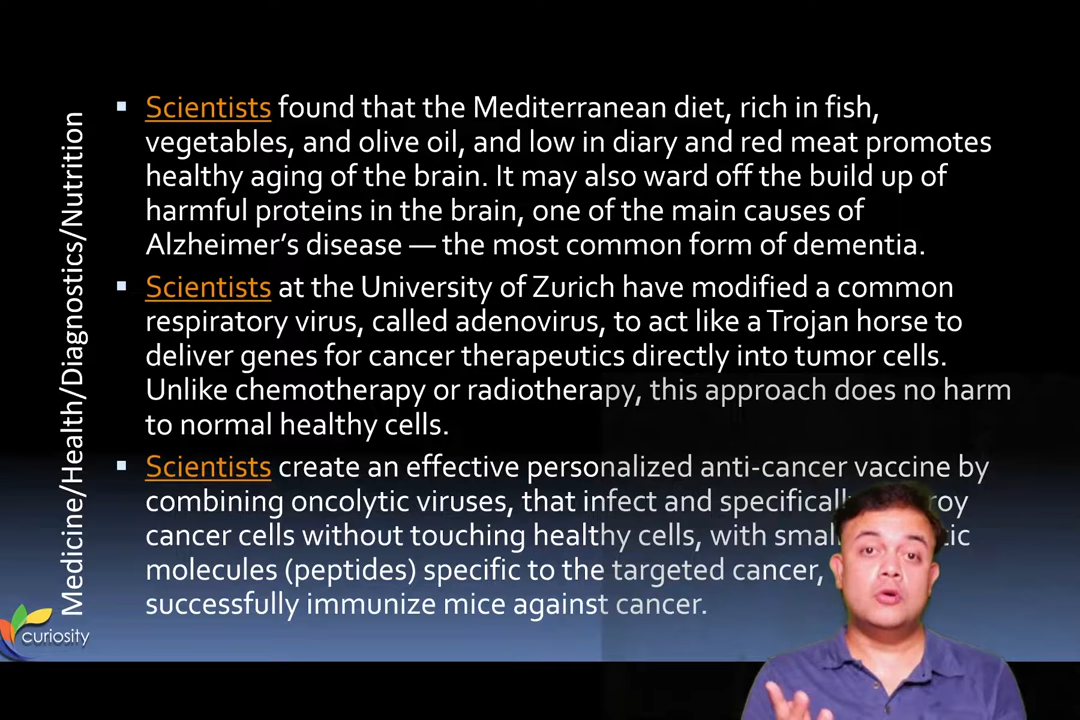 Medicine/Health/Diagnostics/Nutrition
Scientists found that the Mediterranean diet, rich in fish,
vegetables, and olive oil, and low in diary and red meat promotes
healthy aging of the brain. It may also ward off the build up of
harmful proteins in the brain, one of the main causes of
Alzheimer's disease — the most common form of dementia.
Scientists at the University of Zurich have modified a common
respiratory virus, called adenovirus, to act like a Trojan horse to
deliver genes for cancer therapeutics directly into tumor cells.
Unlike chemotherapy or radiotherapy, this approach does no harm
to normal healthy cells.
Scientists create an effective personalized anti-cancer vaccine by
combining oncolytic viruses, that infect and
cancer cells without touching healthy cells, with
molecules (peptides) specific to the targeted cancer,
successfully immunize mice against cancer.
curiosity